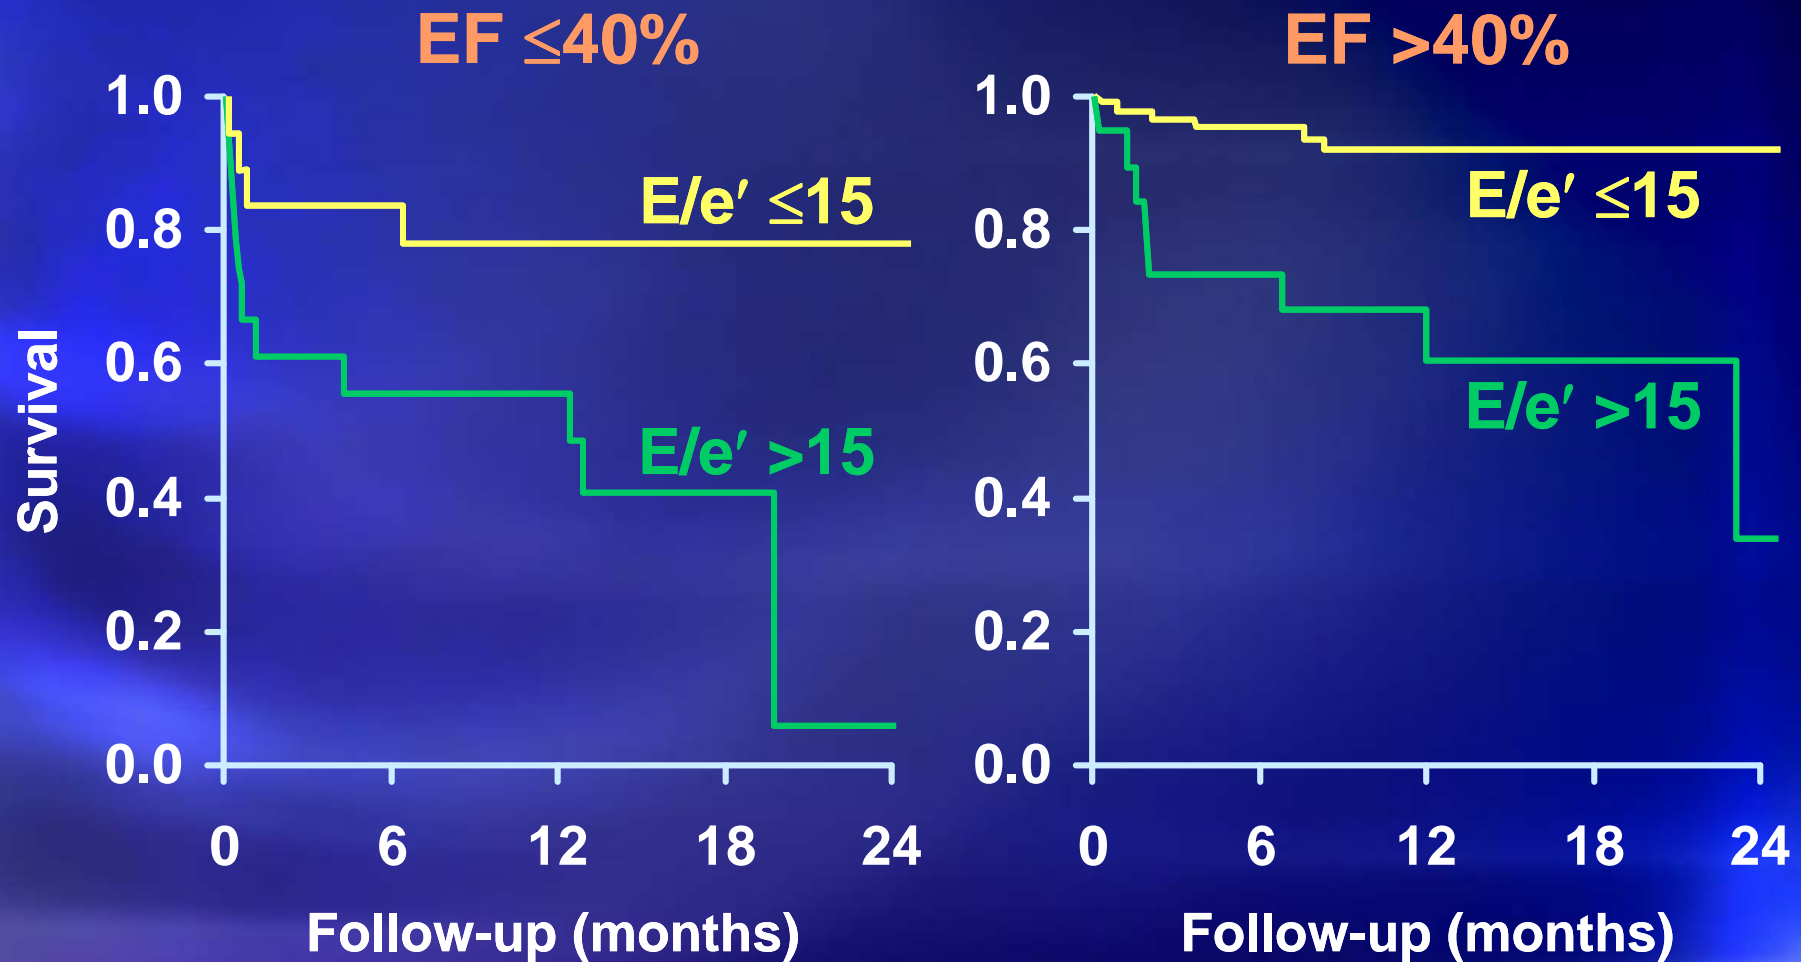 EF ≤40%
1.0
0.8
0.6
0.4
0.2
0.0
Survival
E/e′ ≤15
E/e′ >15
0 6 12 18 24
Follow-up (months)
EF >40%
1.0
0.8
0.6
0.4
0.2
0.0
E/e′ ≤15
E/e′ >15
0 6 12 18 24
Follow-up (months)